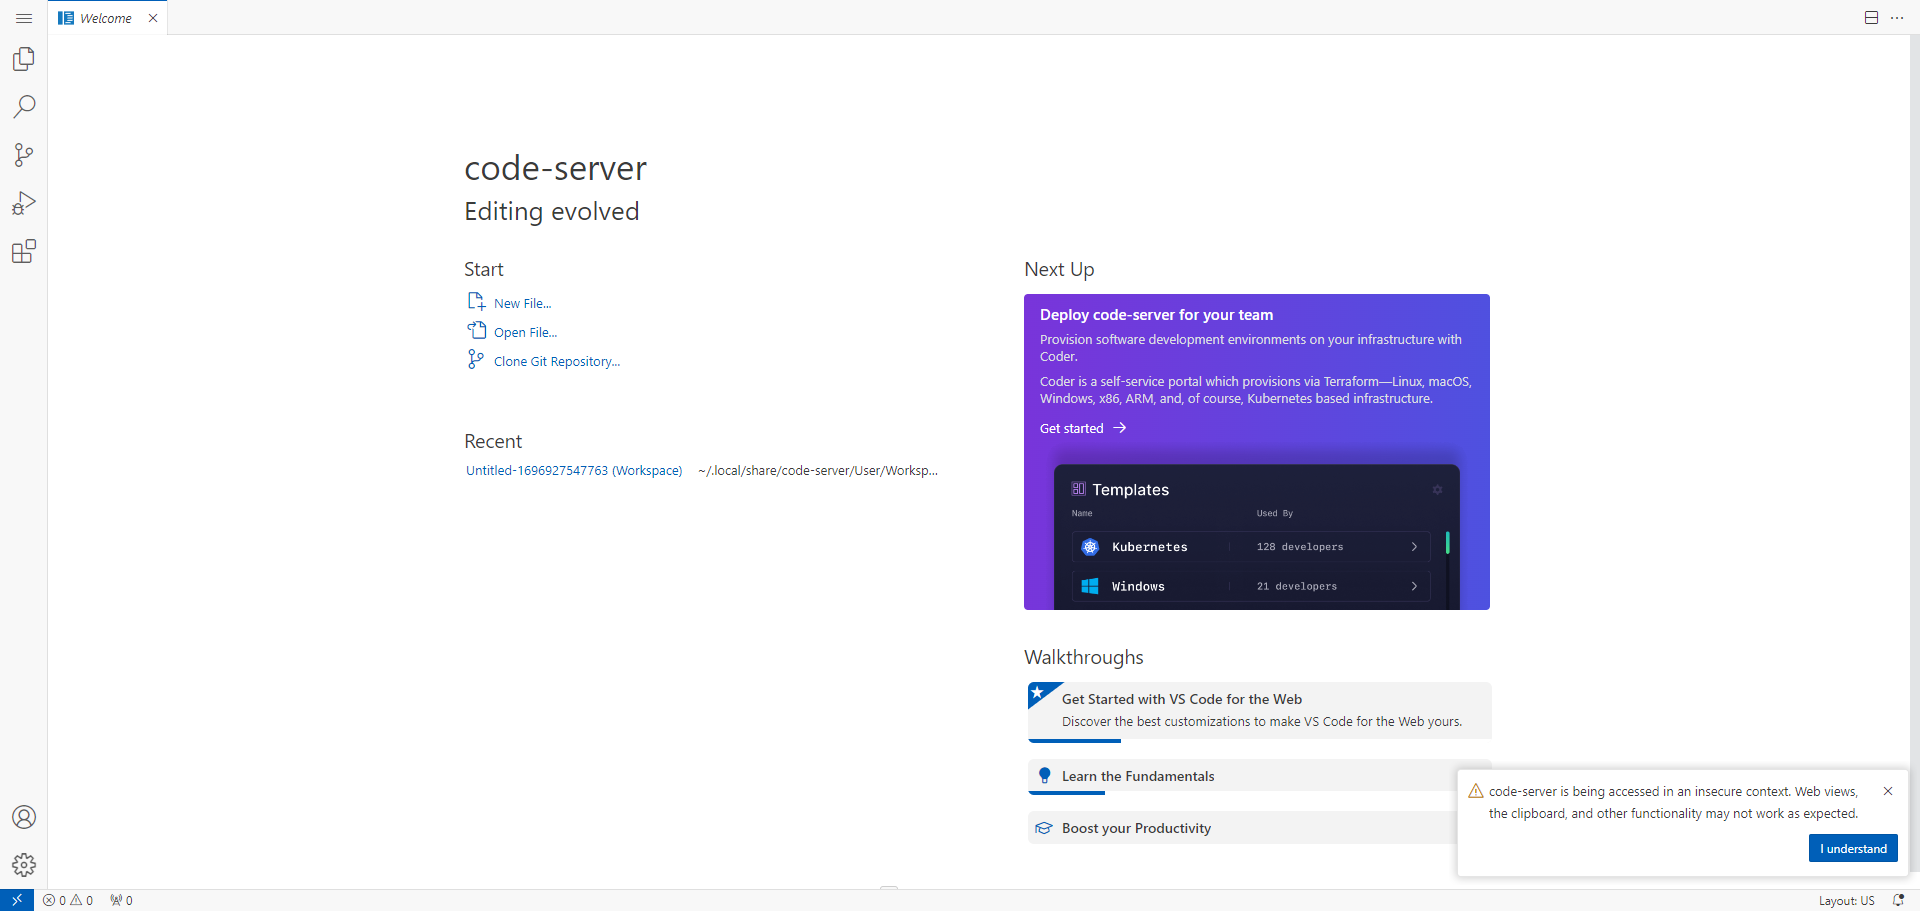 Welcome
code-server
Editing evolved
Start
New File...
Open File...
Clone Git Repository...
Recent
Untitled-1696927547763 (Workspace) ~/.local/share/code-server/User/Worksp...
Next Up
Deploy code-server for your team
Provision software development environments on your infrastructure with
Coder.
Coder is a self-service portal which provisions via Terraform—Linux, macOS,
Windows, x86, ARM, and, of course, Kubernetes based infrastructure.
Get started
Templates
Name Used By
Kubernetes 128 developers
Windows 21 developers
Walkthroughs
Get Started with VS Code for the Web
Discover the best customizations to make VS Code for the Web yours.
Learn the Fundamentals
Boost your Productivity
code-server is being accessed in an insecure context. Web views,
the clipboard, and other functionality may not work as expected.
I understand
0 0 0 Layout: US